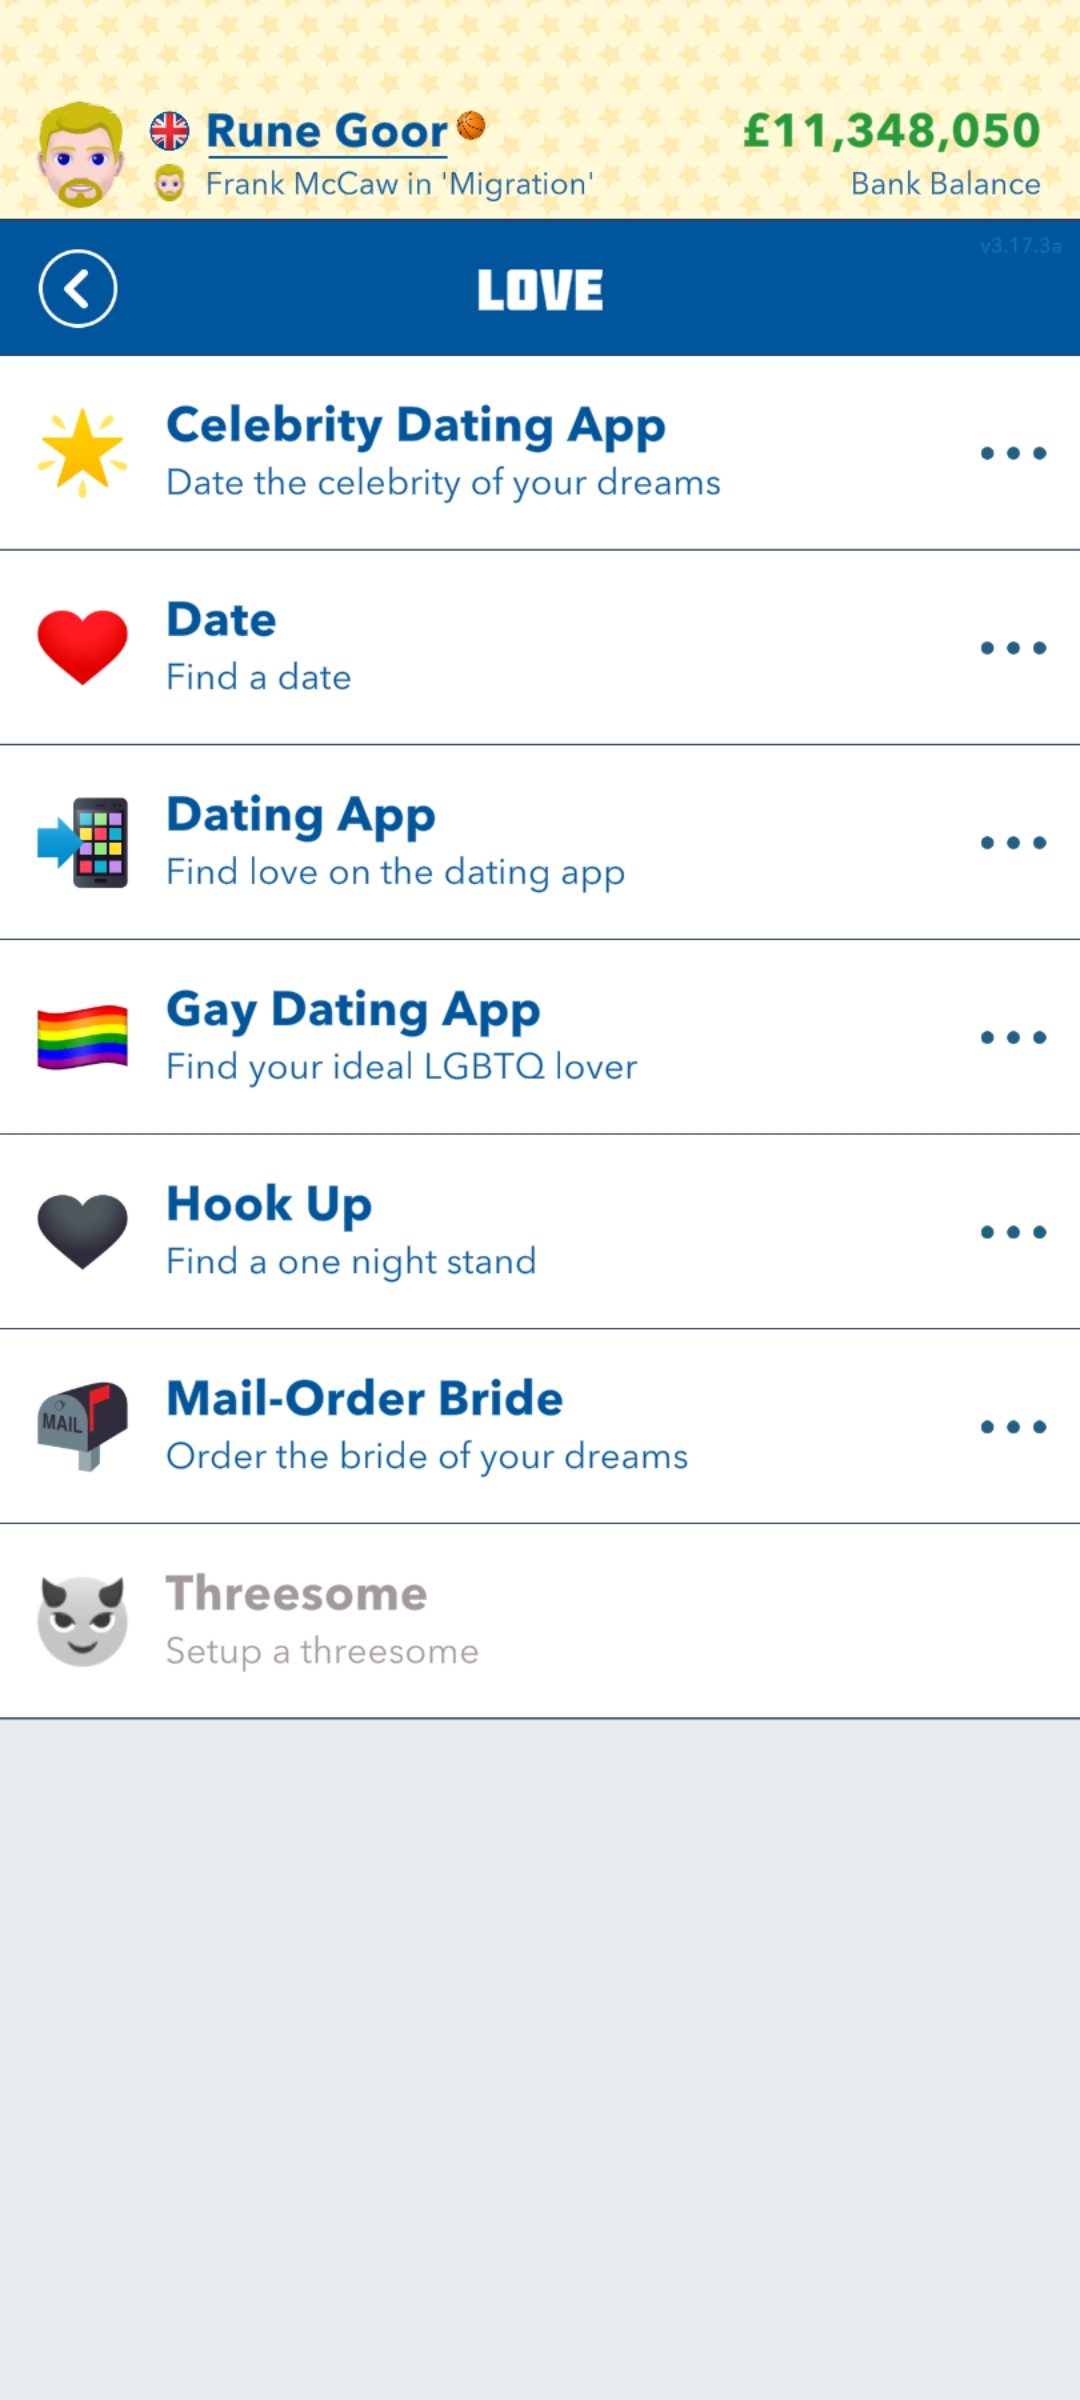 Rune Goor
£11,348,050
Frank McCaw in 'Migration'
Bank Balance
v3.17.3a
LOVE
Celebrity Dating App
Date the celebrity of your dreams
Date
Find a date
Dating App
Find love on the dating app
Gay Dating App
Find your ideal LGBTQ lover
Hook Up
Find a one night stand
MAIL
Mail-Order Bride
Order the bride of your dreams
Threesome
Setup a threesome